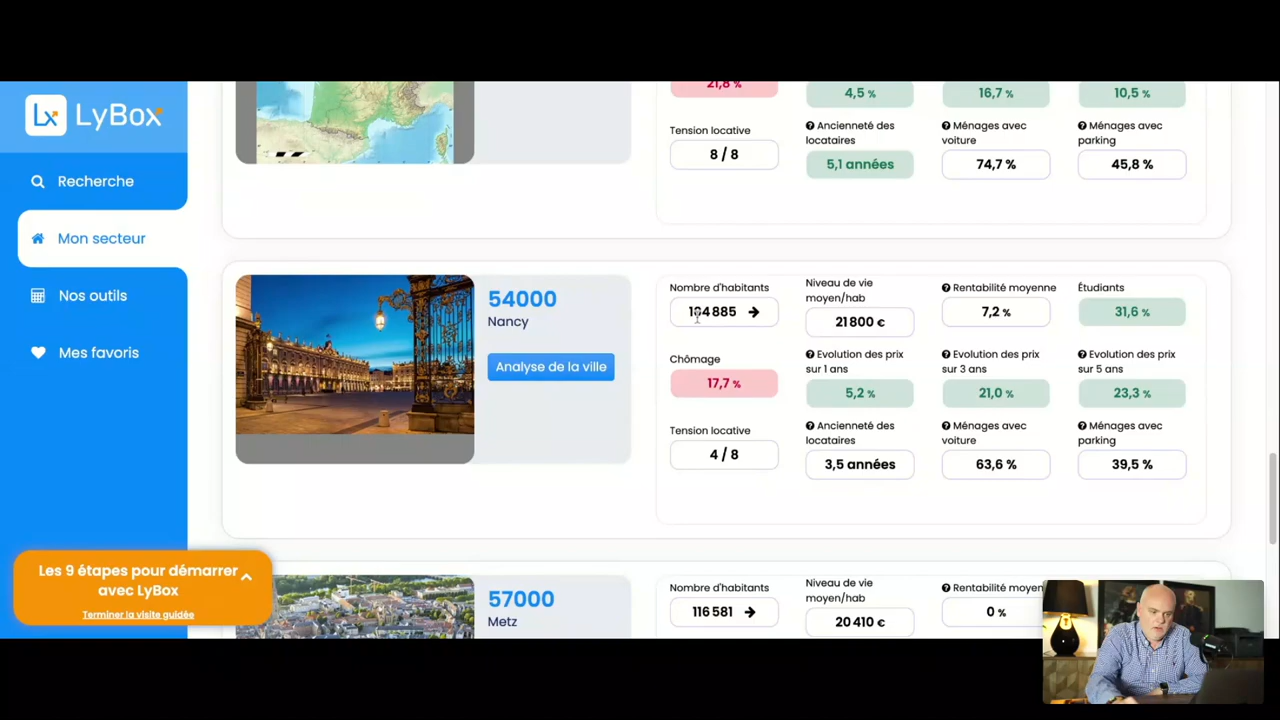 Lx LyBox
Recherche
Mon secteur
Nos outils
Mes favoris
Les 9 étapes pour démarrer
avec LyBox
Terminer la visite guidée
21,8 %
4,5 %
16,7 %
10,5 %
Tension locative
8 / 8
Ancienneté des
locataires
5,1 années
Ménages avec
voiture
74,7 %
Ménages avec
parking
45,8 %
54000
Nancy
Analyse de la ville
Nombre d'habitants
104 885
Niveau de vie
moyen/hab
21 800 €
Rentabilité moyenne
7,2 %
Étudiants
31,6 %
Chômage
17,7 %
Evolution des prix
sur 1 ans
5,2 %
Evolution des prix
sur 3 ans
21,0 %
Evolution des prix
sur 5 ans
23,3 %
Tension locative
4 / 8
Ancienneté des
locataires
3,5 années
Ménages avec
voiture
63,6 %
Ménages avec
parking
39,5 %
57000
Metz
Nombre d'habitants
116 581
Niveau de vie
moyen/hab
20 410 €
Rentabilité moyen
0 %